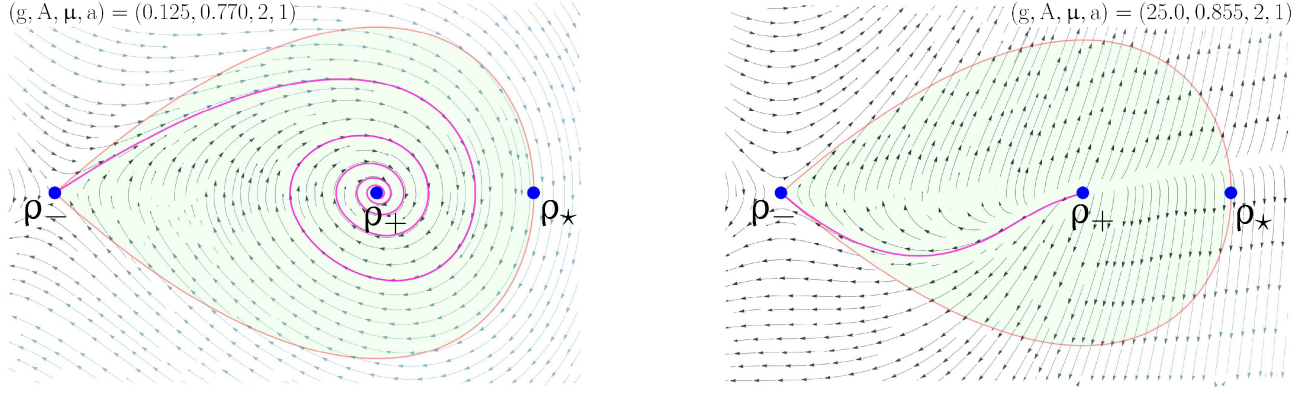 (g, A, μ, a) = (0.125, 0.770, 2, 1)
ρ₋
ρ₊
ρ⋆
(g, A, μ, a) = (25.0, 0.855, 2, 1)
ρ₋
ρ₊
ρ⋆